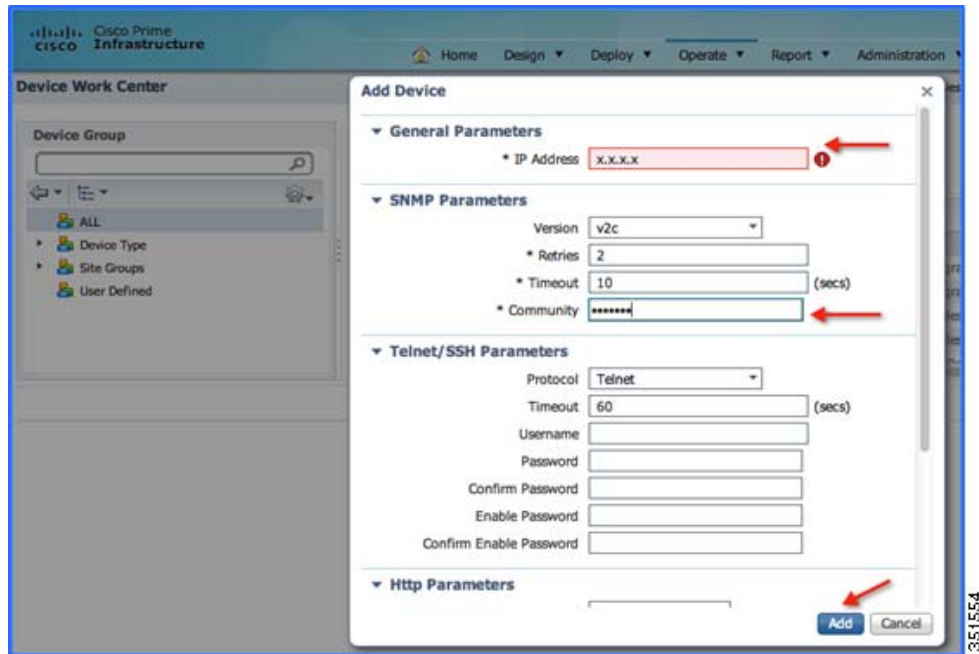 Cisco Prime
CISCO Infrastructure
Home Design Deploy Operate Report Administration
Device Work Center
Device Group
ALL
Device Type
Site Groups
User Defined
Add Device
General Parameters
* IP Address x.x.x.x
SNMP Parameters
Version v2c
* Retries 2
* Timeout 10 (secs)
* Community •••••••
Telnet/SSH Parameters
Protocol Telnet
Timeout 60 (secs)
Username
Password
Confirm Password
Enable Password
Confirm Enable Password
Http Parameters
Add Cancel
351554